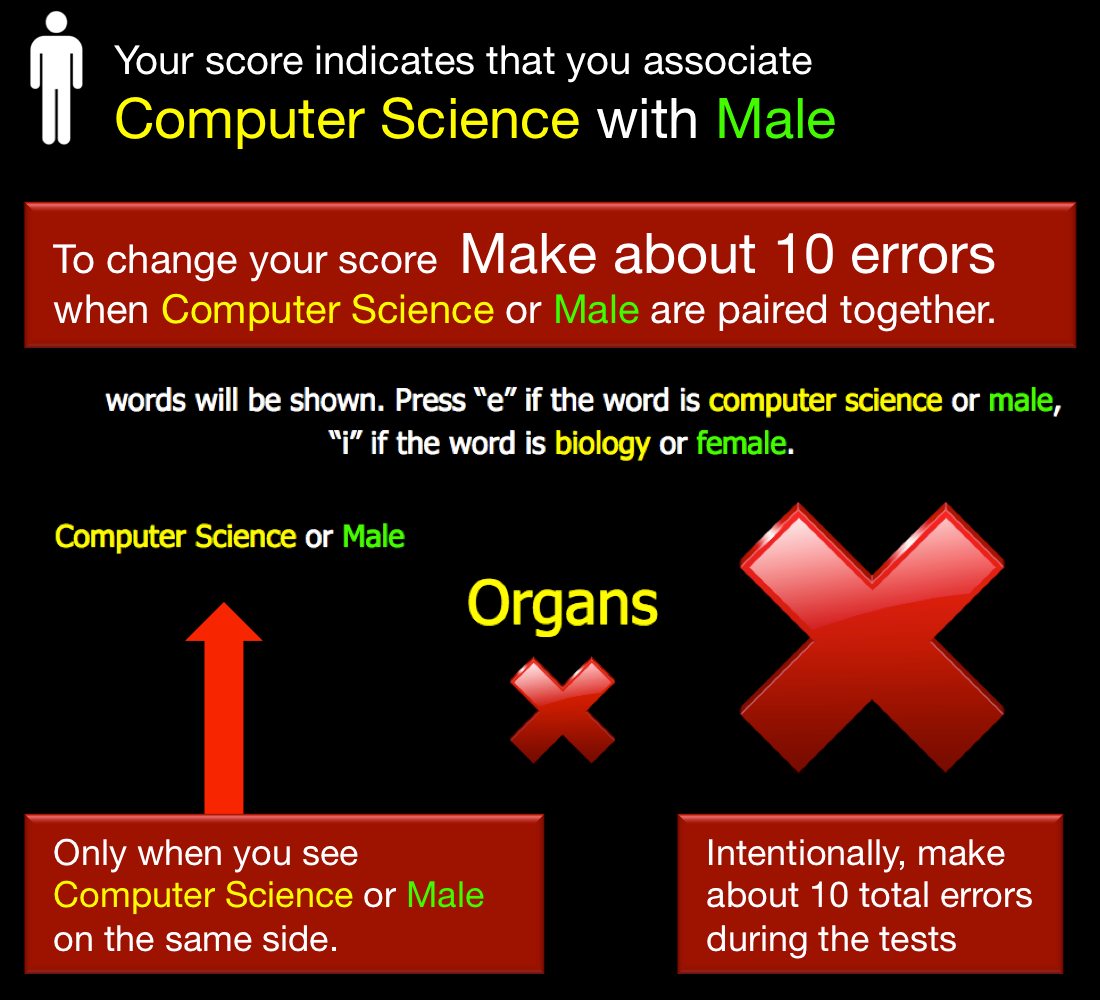 Your score indicates that you associate
Computer Science with Male
To change your score Make about 10 errors
when Computer Science or Male are paired together.
words will be shown. Press “e” if the word is computer science or male,
“i” if the word is biology or female.
Computer Science or Male
Organs
Only when you see
Computer Science or Male
on the same side.
Intentionally, make
about 10 total errors
during the tests